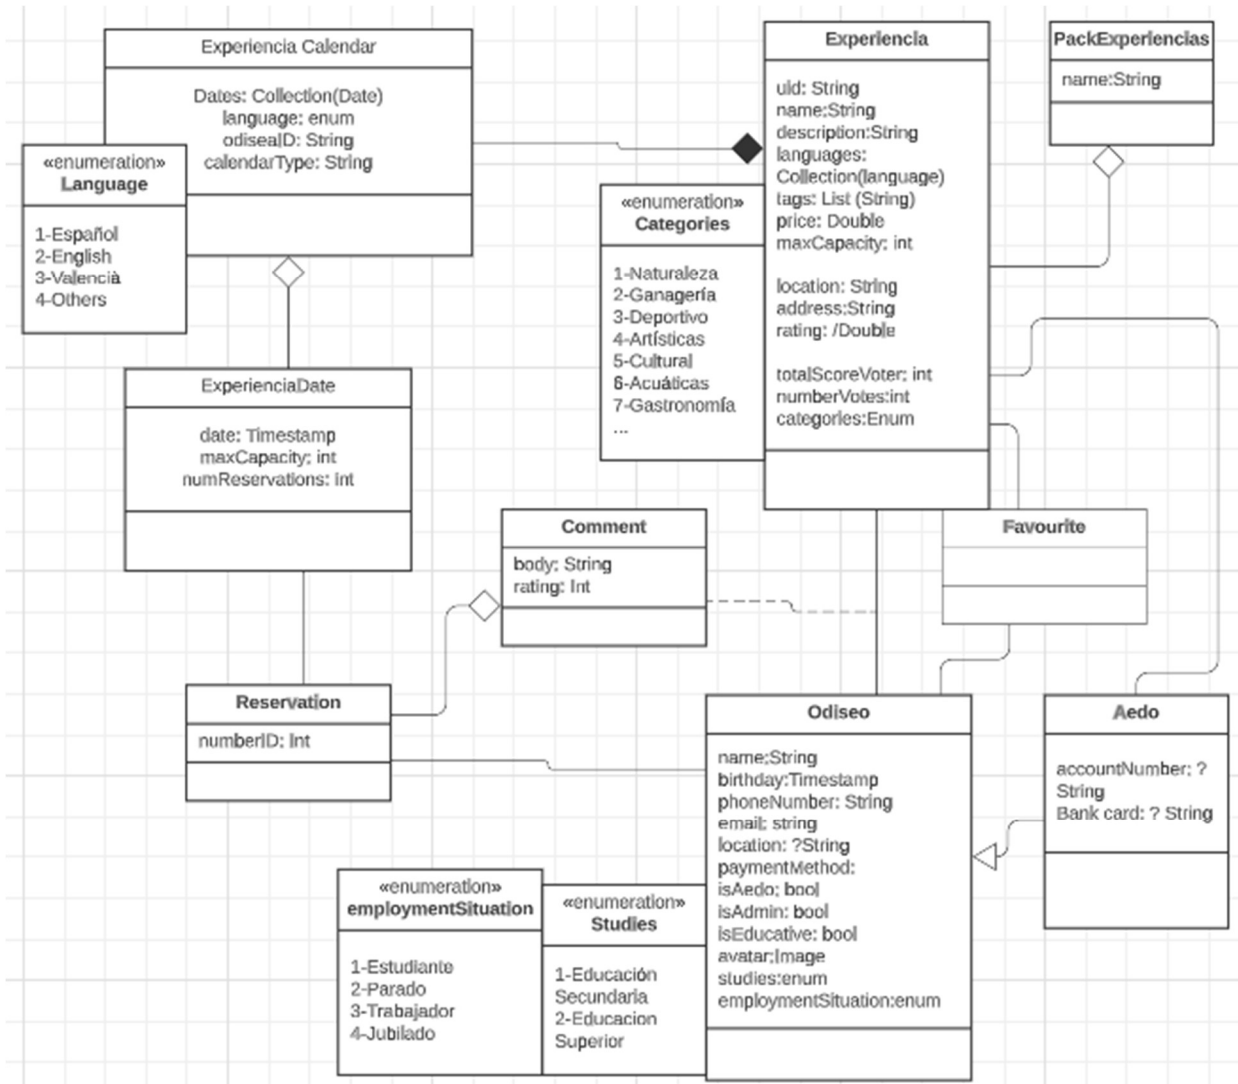 Experiencia Calendar
Dates: Collection(Date)
language: enum
odiseaID: String
calendarType: String
«enumeration»
Language
1-Español
2-English
3-Valencià
4-Others
Experiencia
uid: String
name:String
description:String
languages:
Collection(language)
tags: List (String)
price: Double
maxCapacity: int
location: String
address:String
rating: /Double
totalScoreVoter: int
numberVotes:int
categories:Enum
PackExperiencias
name:String
«enumeration»
Categories
1-Naturaleza
2-Ganagería
3-Deportivo
4-Artísticas
5-Cultural
6-Acuáticas
7-Gastronomía
...
ExperienciaDate
date: Timestamp
maxCapacity: int
numReservations: Int
Comment
body: String
rating: Int
Favourite
Reservation
numberID: Int
Odiseo
name:String
birthday:Timestamp
phoneNumber: String
email: string
location: ?String
paymentMethod:
isAedo: bool
isAdmin: bool
isEducative: bool
avatar:Image
studies:enum
employmentSituation:enum
Aedo
accountNumber: ?
String
Bank card: ? String
«enumeration»
employmentSituation
1-Estudiante
2-Parado
3-Trabajador
4-Jubilado
«enumeration»
Studies
1-Educación
Secundaria
2-Educacion
Superior